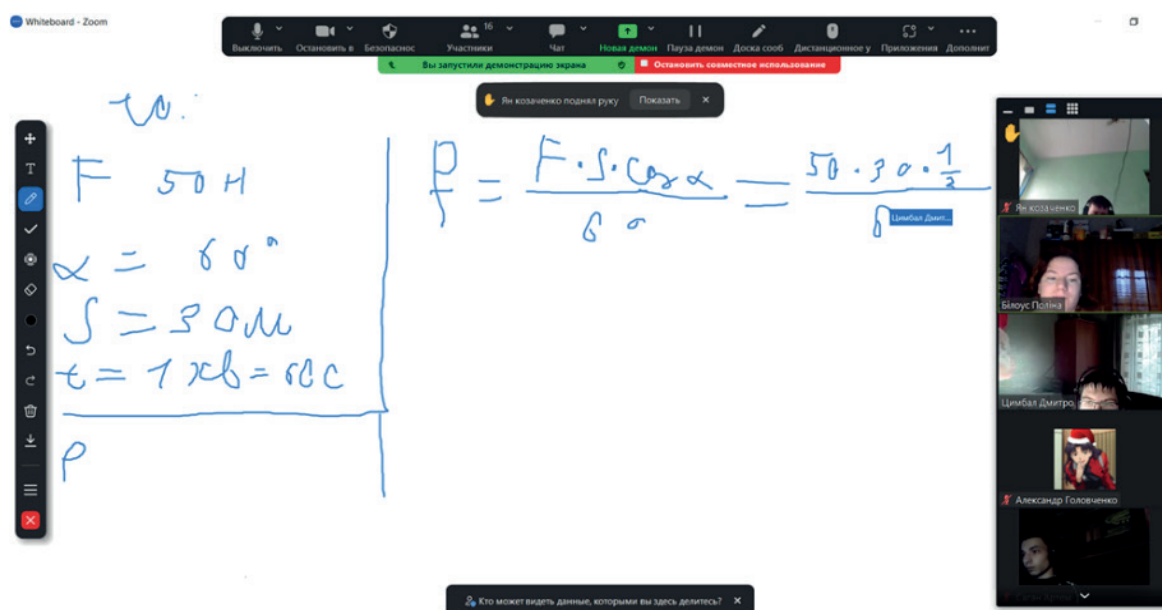 Whiteboard - Zoom
16
Выключить Остановить в Безопаснос Участники Чат Новая демон Пауза демон Доска сооб Дистанционное у Приложения Дополнит
Вы запустили демонстрацию экрана Остановить совместное использование
Ян козаченко поднял руку Показать
F 50 Н
α = 60°
S = 30 м
t = 1 хв = 60 с
P
P = F · S · cos α / 60 = 50 · 30 · 1/2 / 6
Цимбал Дмит...
T
Ян козаченко
Білоус Поліна
Цимбал Дмитро
Александр Головченко
Кто может видеть данные, которыми вы здесь делитесь?